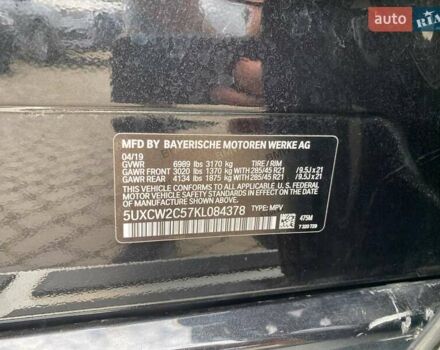 auto RIA
MFD BY BAYERISCHE MOTOREN WERKE AG
04/19
GVWR 6989 lbs 3170 kg TIRE / RIM
GAWR FRONT 3020 lbs 1370 kg WITH 285/45 R21 /9.5J x 21
GAWR REAR 4134 lbs 1875 kg WITH 285/45 R21 /9.5J x 21
THIS VEHICLE CONFORMS TO ALL APPLICABLE U.S. FEDERAL
MOTOR VEHICLE SAFETY STANDARDS IN EFFECT ON THE DATE
OF MANUFACTURE SHOWN ABOVE.
5UXCW2C57KL084378 TYPE: MPV 475M
7 320 729